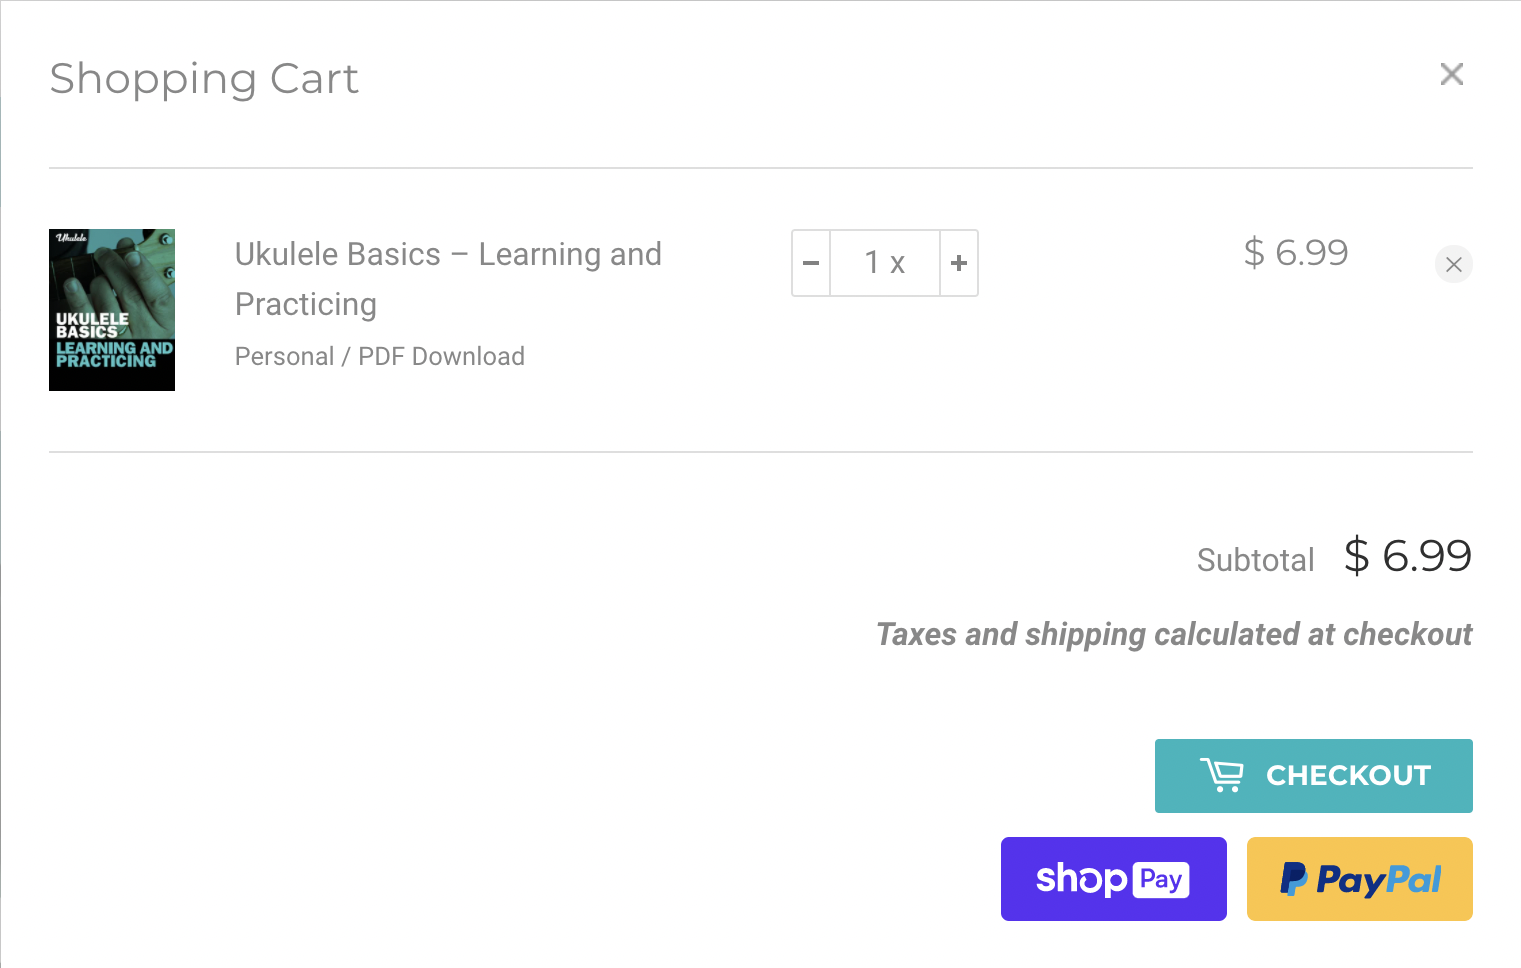 Shopping Cart
Ukulele
UKULELE
BASICS
LEARNING AND
PRACTICING
Ukulele Basics – Learning and
Practicing
Personal / PDF Download
1 x
$ 6.99
Subtotal $ 6.99
Taxes and shipping calculated at checkout
CHECKOUT
shop Pay
PayPal